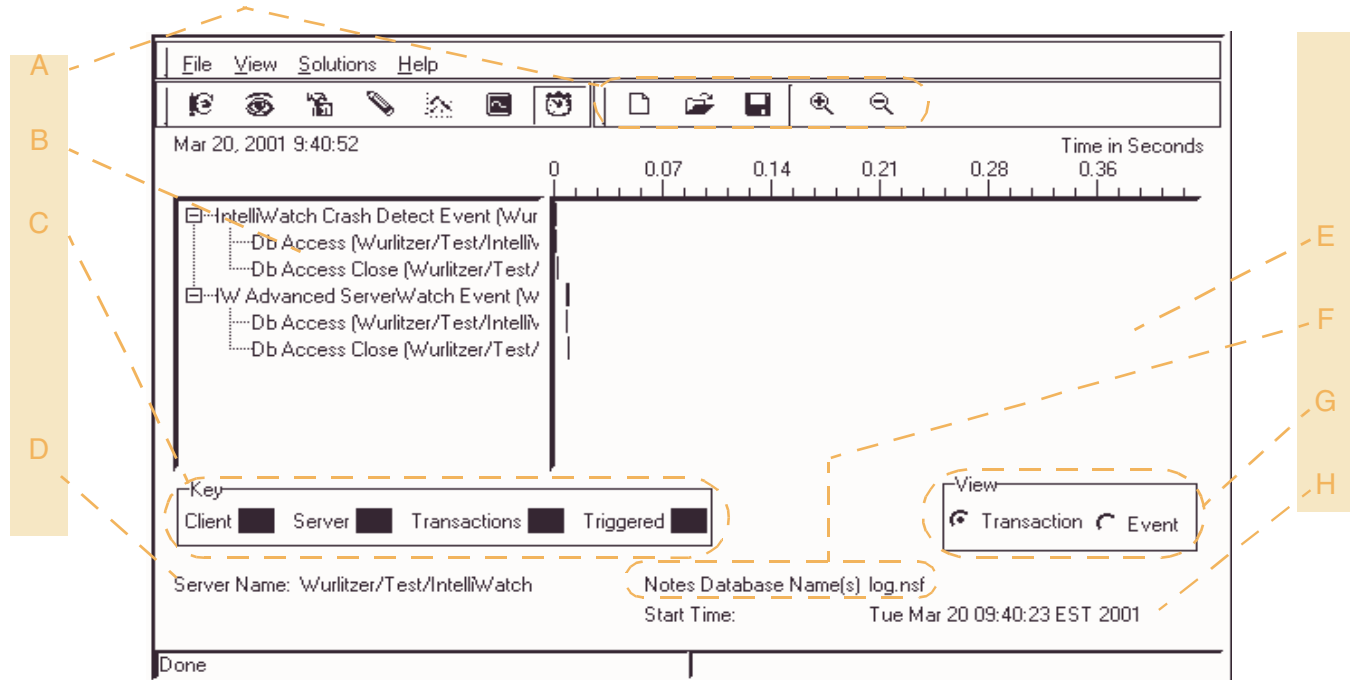 A
File View Solutions Help
B
Mar 20, 2001 9:40:52
Time in Seconds
0 0.07 0.14 0.21 0.28 0.36
C
IntelliWatch Crash Detect Event (Wur
Db Access (Wurlitzer/Test/Intelli
Db Access Close (Wurlitzer/Test/
IW Advanced ServerWatch Event (W
Db Access (Wurlitzer/Test/Intelli
Db Access Close (Wurlitzer/Test/
E
F
G
D
H
Key
Client Server Transactions Triggered
View
Transaction Event
Server Name: Wurlitzer/Test/IntelliWatch
Notes Database Name(s) log.nsf
Start Time: Tue Mar 20 09:40:23 EST 2001
Done